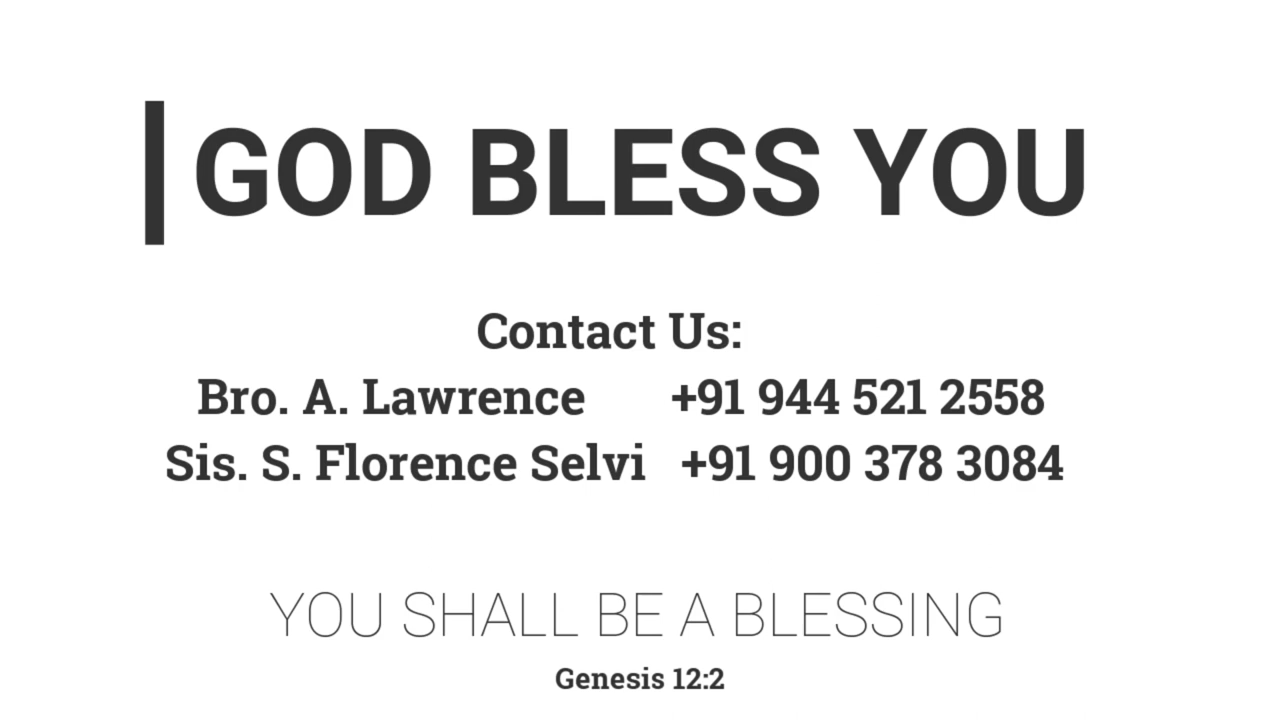 GOD BLESS YOU
Contact Us:
Bro. A. Lawrence +91 944 521 2558
Sis. S. Florence Selvi +91 900 378 3084
YOU SHALL BE A BLESSING
Genesis 12:2